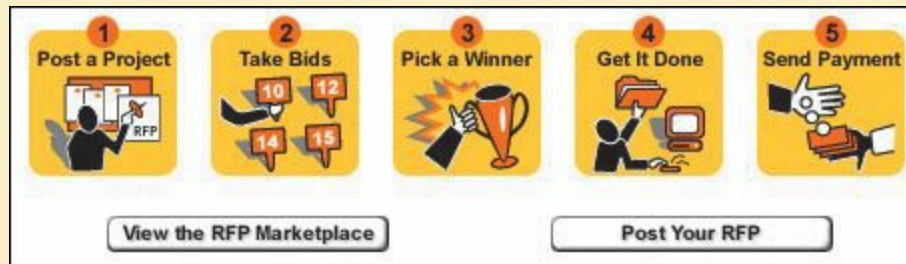 1
Post a Project
RFP
2
Take Bids
10
12
14
15
3
Pick a Winner
4
Get It Done
5
Send Payment
View the RFP Marketplace
Post Your RFP